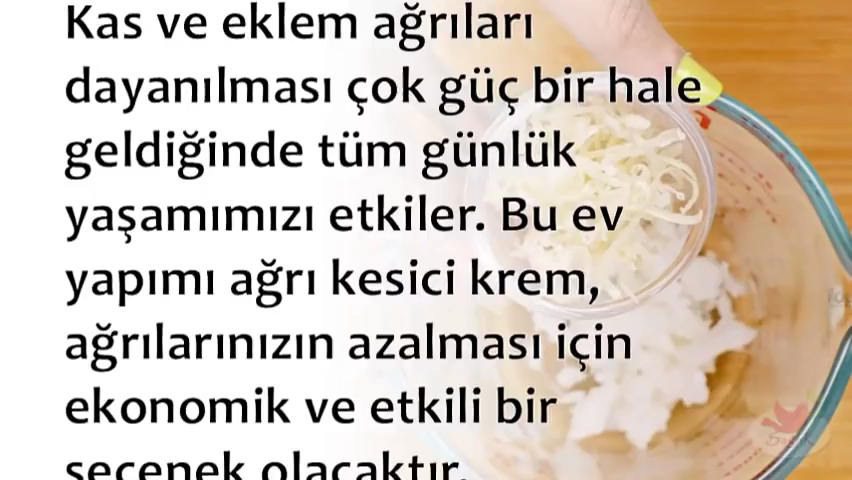 Kas ve eklem ağrıları
dayanılması çok güç bir hale
geldiğinde tüm günlük
yaşamımızı etkiler. Bu ev
yapımı ağrı kesici krem,
ağrılarınızın azalması için
ekonomik ve etkili bir
seçenek olacaktır.